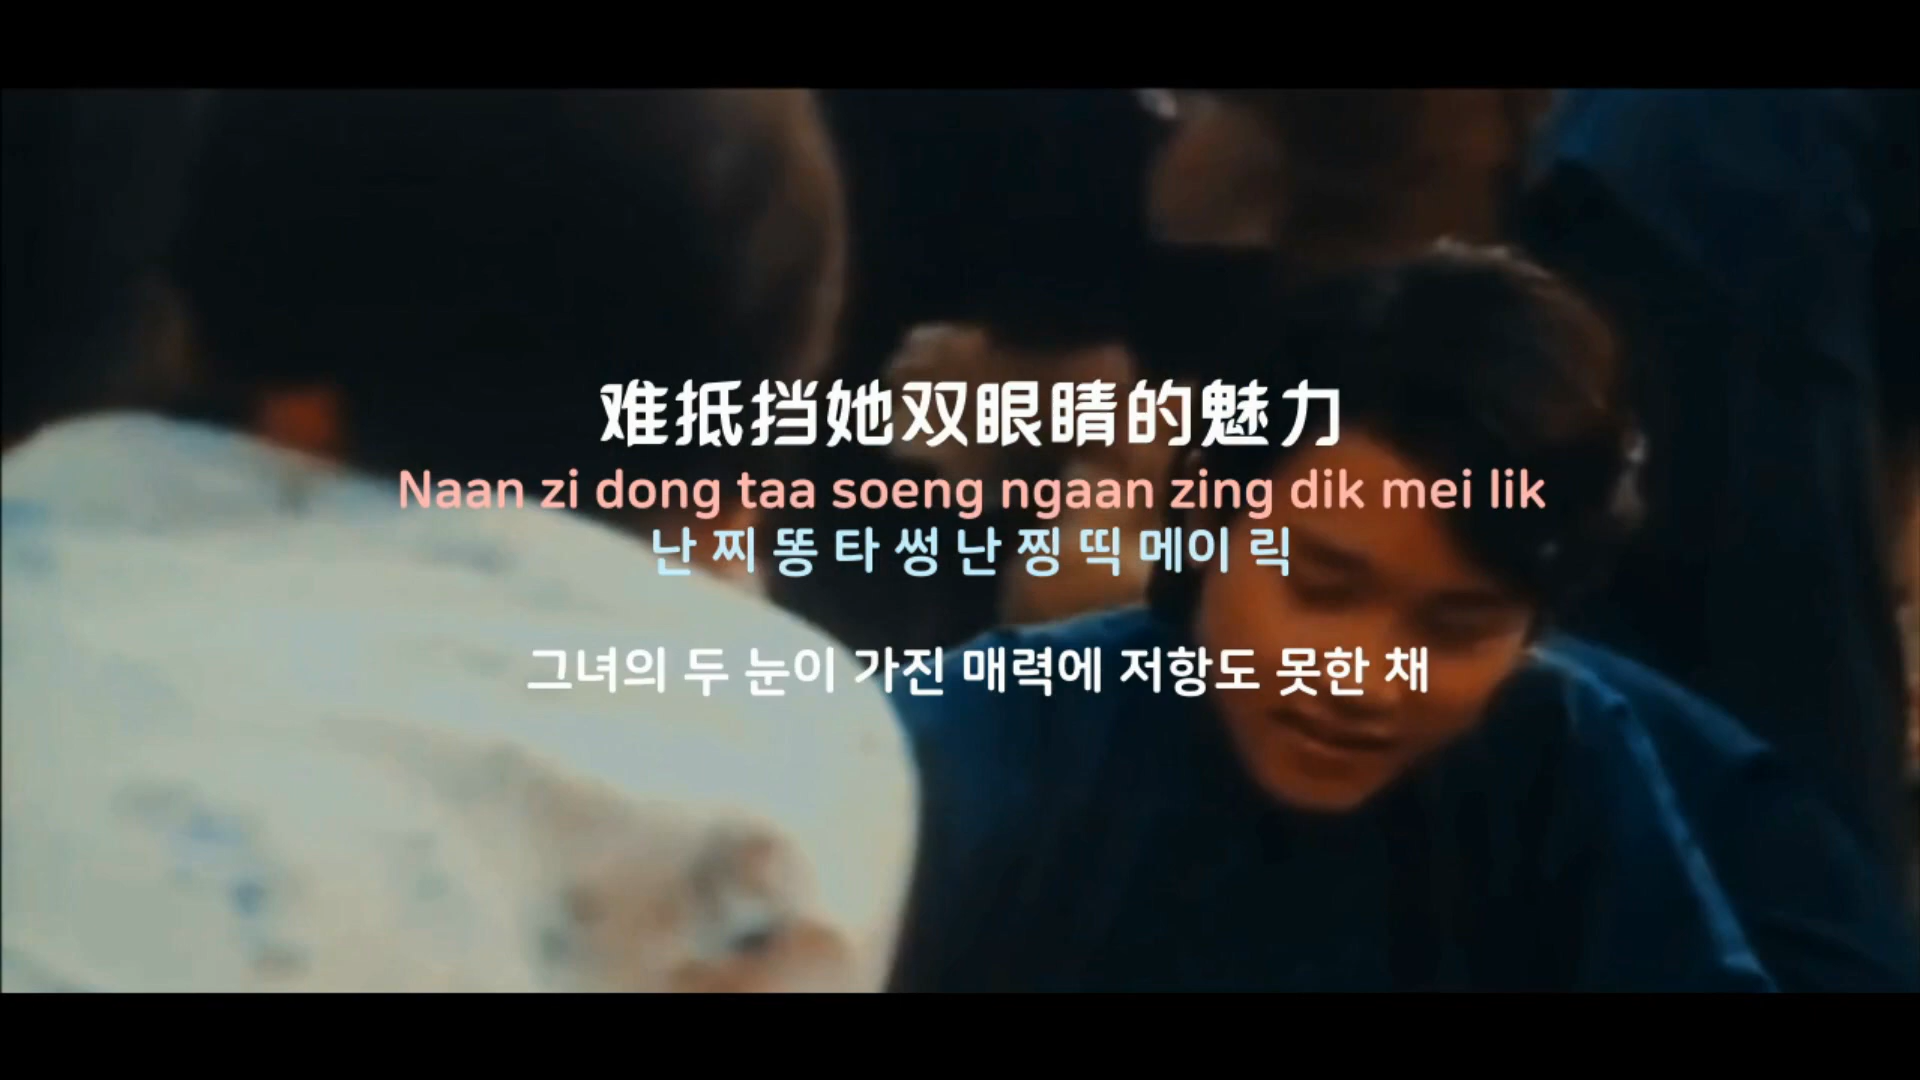 难抵挡她双眼睛的魅力
Naan zi dong taa soeng ngaan zing dik mei lik
난 찌 똥 타 썽 난 찡 띡 메이 릭
그녀의 두 눈이 가진 매력에 저항도 못한 채